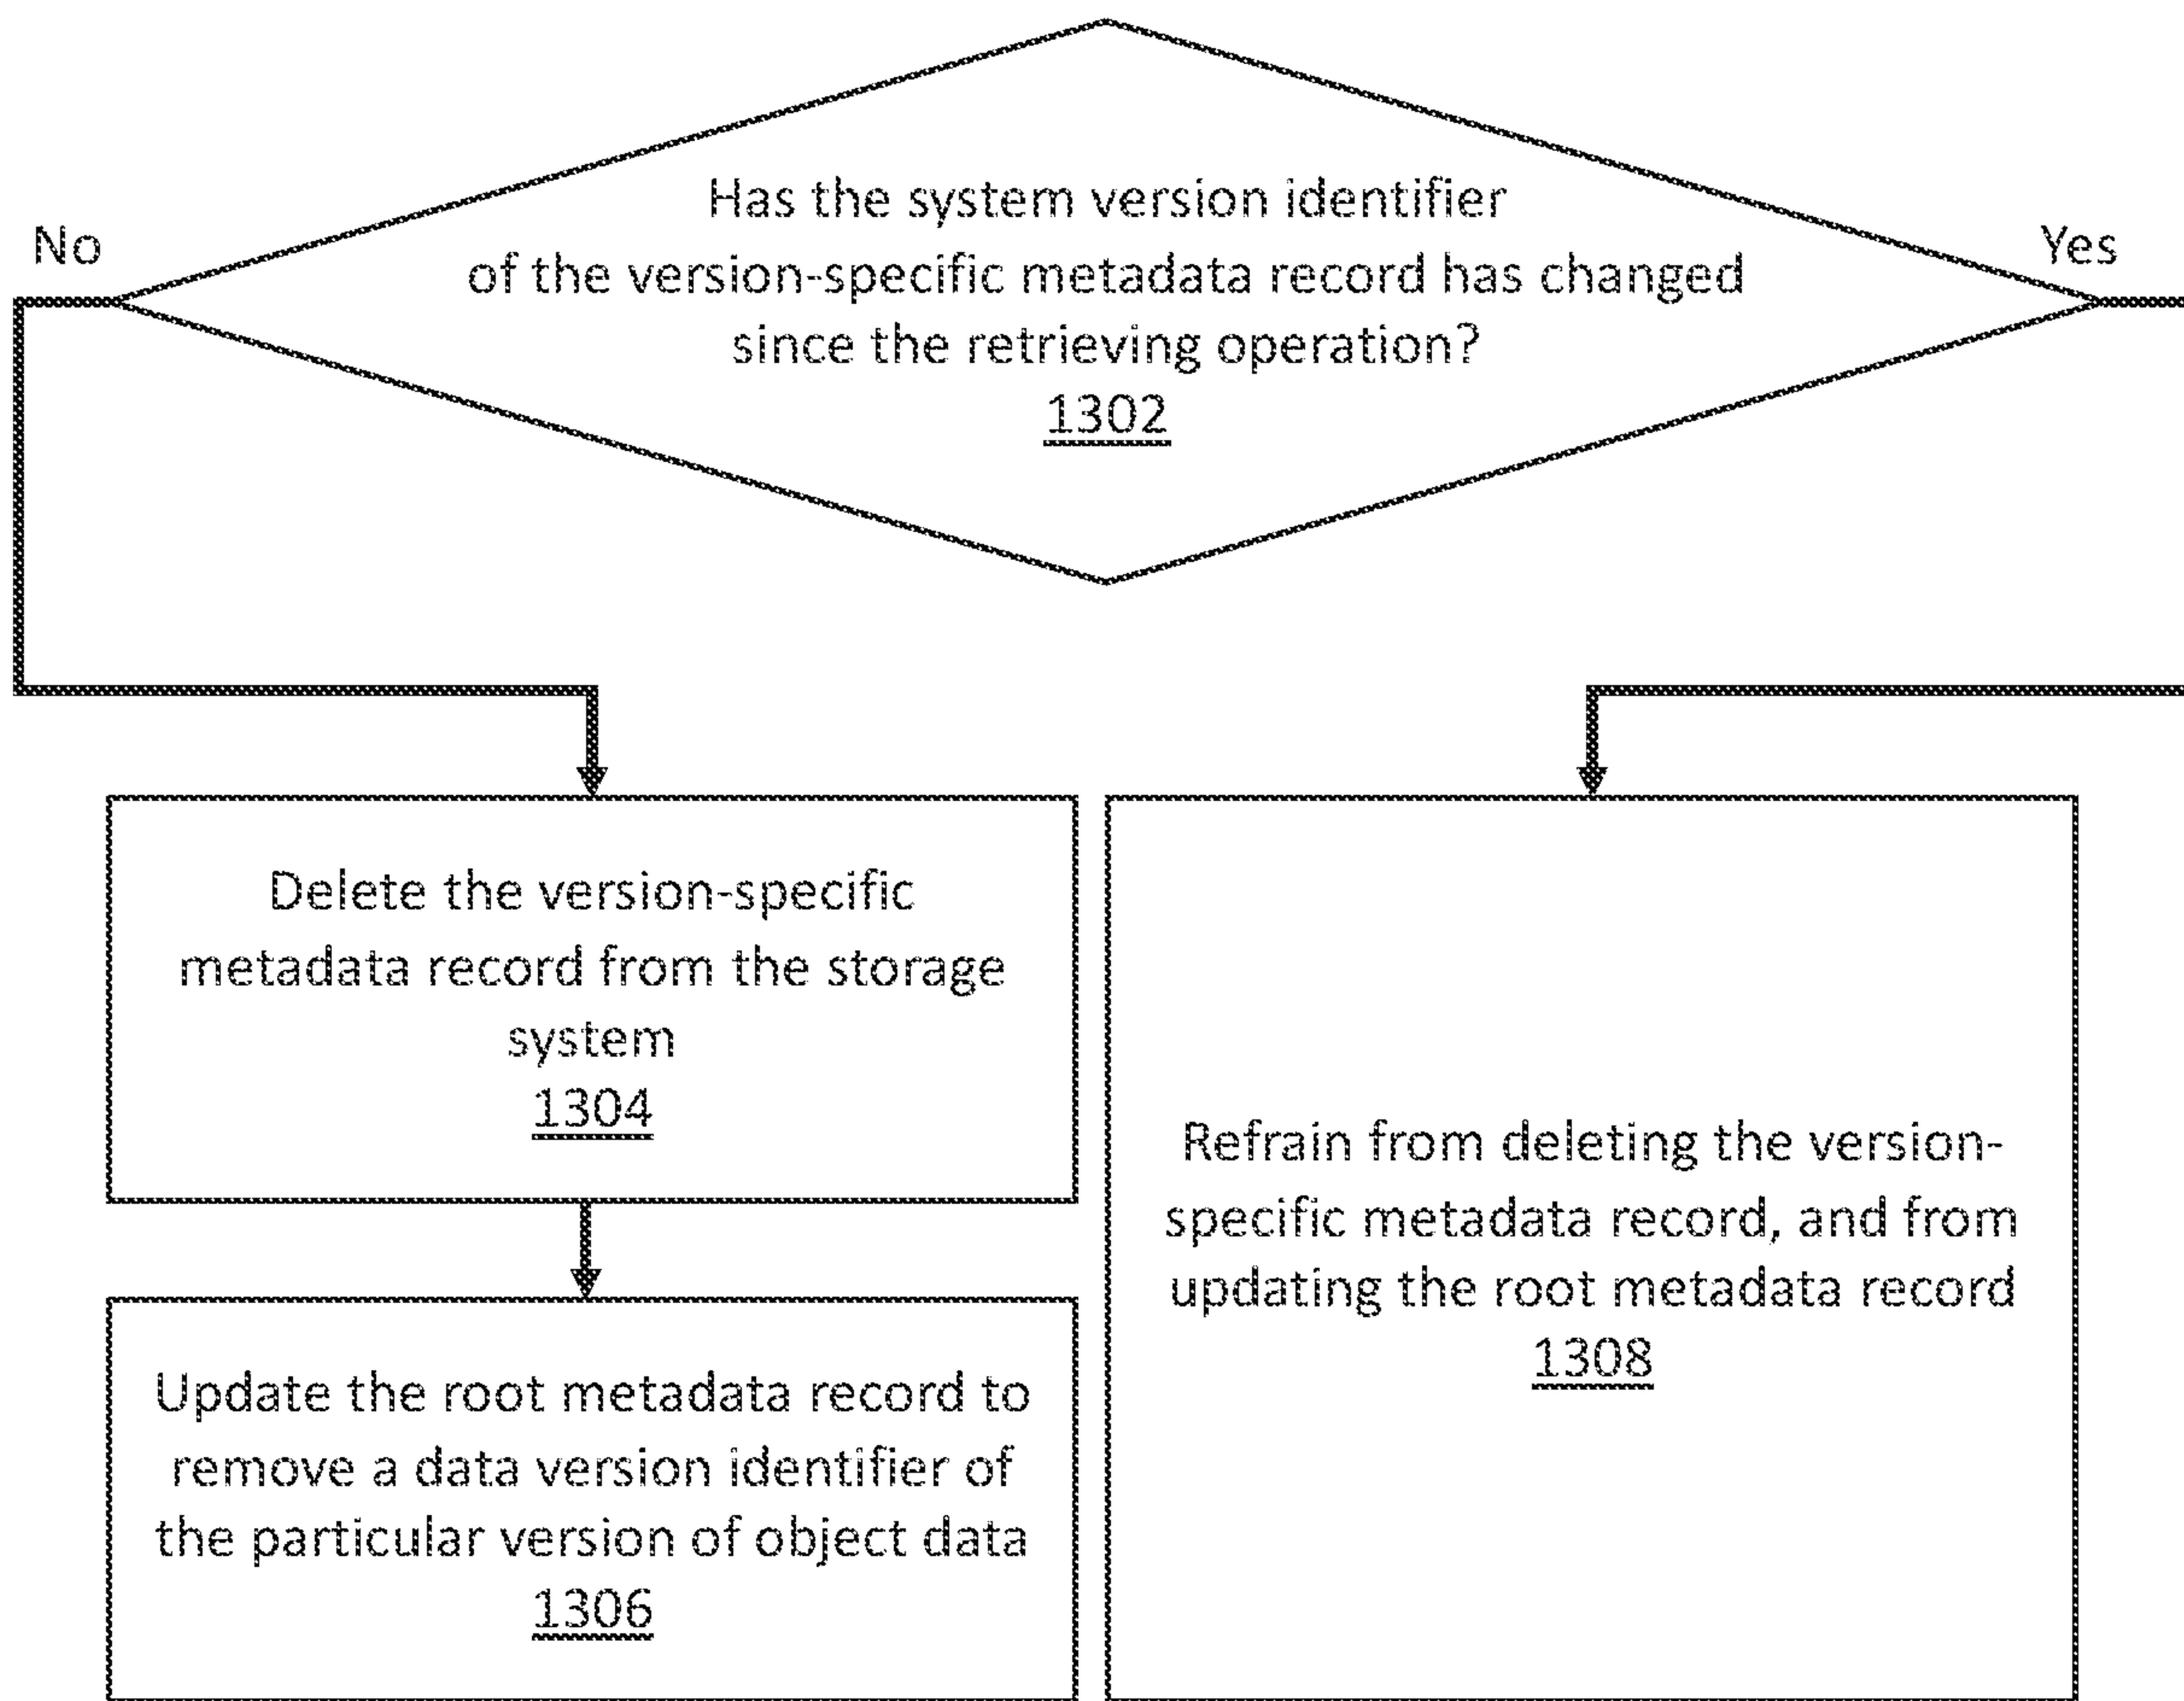 Has the system version identifier
of the version-specific metadata record has changed
since the retrieving operation?
1302
No
Yes
Delete the version-specific
metadata record from the storage
system
1304
Update the root metadata record to
remove a data version identifier of
the particular version of object data
1306
Refrain from deleting the version-
specific metadata record, and from
updating the root metadata record
1308